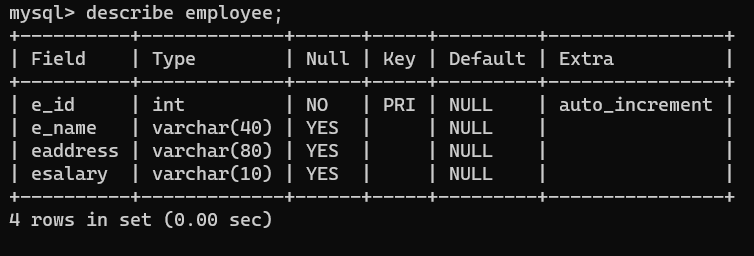 mysql> describe employee;
+----------+-------------+------+-----+---------+----------------+
| Field    | Type        | Null | Key | Default | Extra          |
+----------+-------------+------+-----+---------+----------------+
| e_id     | int         | NO   | PRI | NULL    | auto_increment |
| e_name   | varchar(40) | YES  |     | NULL    |                |
| eaddress | varchar(80) | YES  |     | NULL    |                |
| esalary  | varchar(10) | YES  |     | NULL    |                |
+----------+-------------+------+-----+---------+----------------+
4 rows in set (0.00 sec)